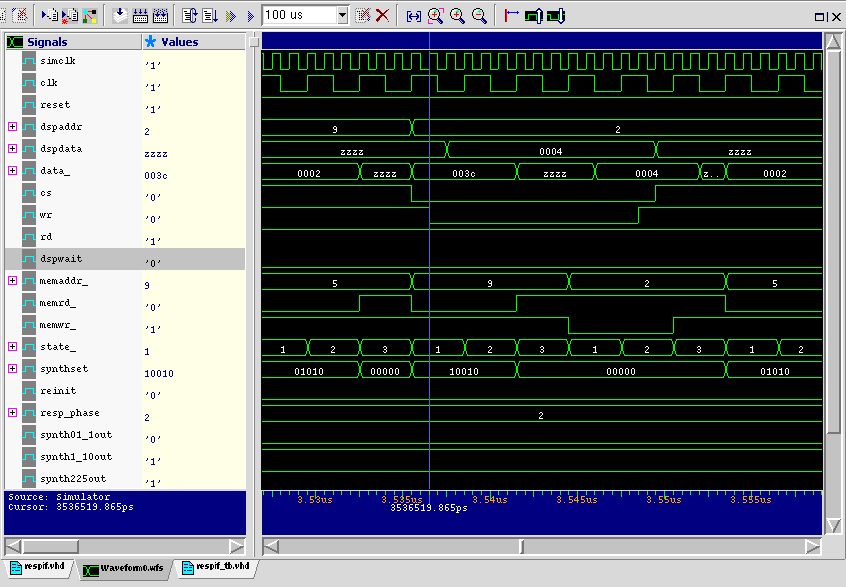 100 us
Signals Values
simclk '1'
clk '1'
reset '1'
dspaddr 2 9 2
dspdata zzzz zzzz 0004 zzzz
data_ 003c 0002 zzzz 003c zzzz 0004 z.. 0002
cs '0'
wr '0'
rd '1'
dspwait '0'
memaddr_ 9 5 9 2 5
memrd_ '0'
memwr_ '1'
state_ 1 1 2 3 1 2 3 1 2 3 1 2
synthset 10010 01010 00000 10010 00000 01010
reinit '0'
resp_phase 2 2
synth01_1out '0'
synth1_10out '1'
synth225out '1'
Source: Simulator
Cursor: 3536519.865ps
3.53us 3.535us 3.54us 3.545us 3.55us 3.555us
3536519.865ps
respif.vhd Waveform0.wfs respif_tb.vhd